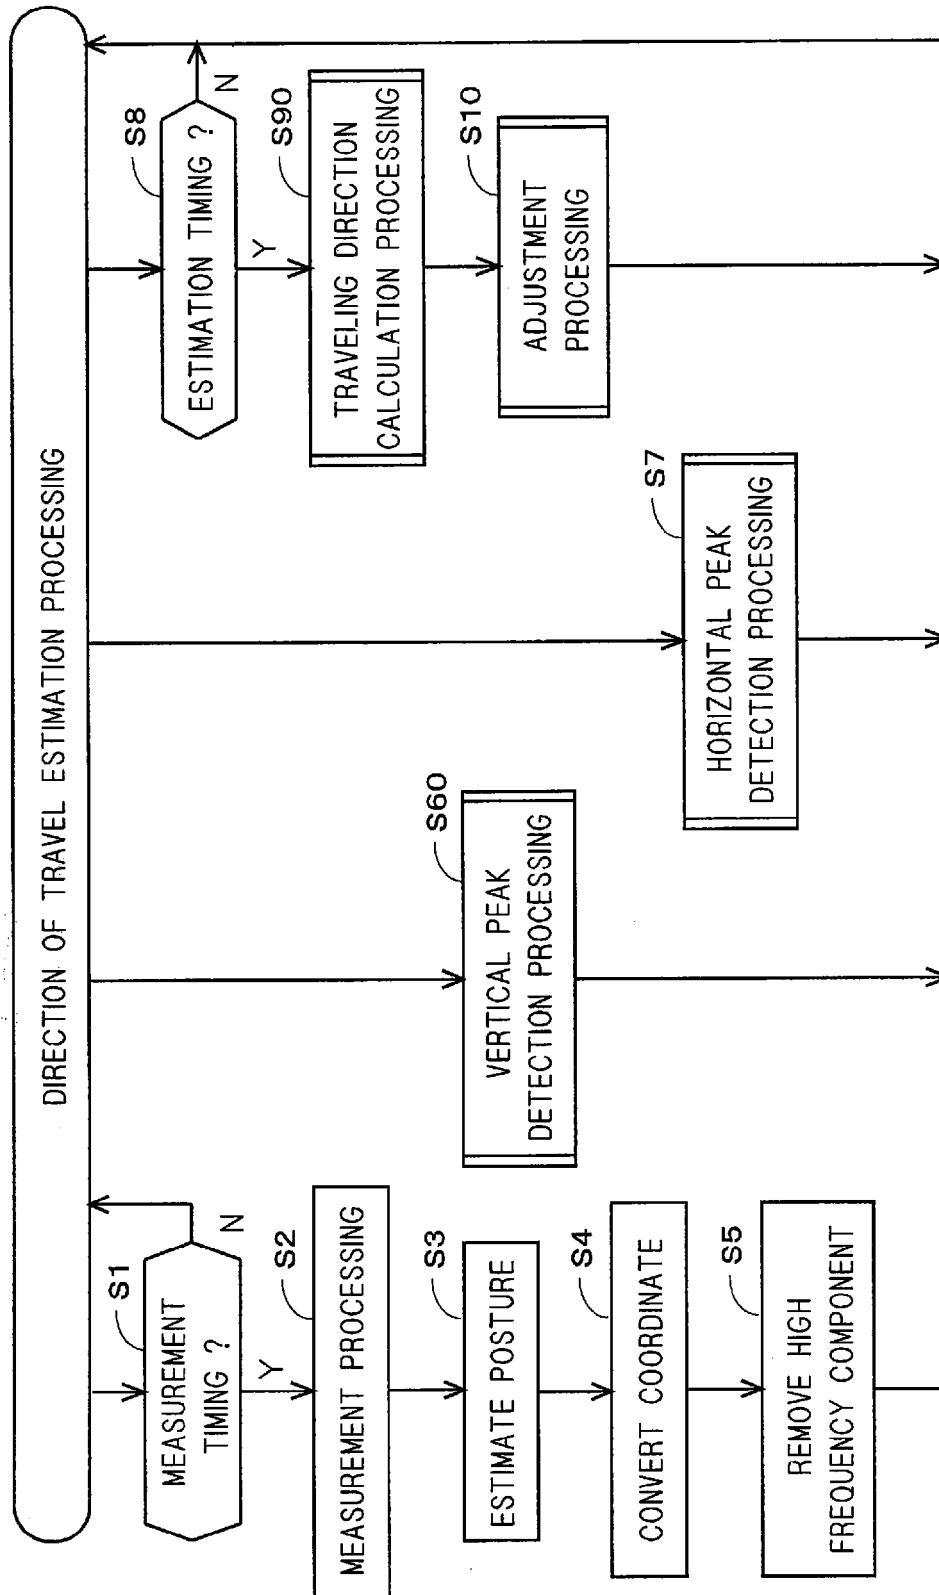 DIRECTION OF TRAVEL ESTIMATION PROCESSING
S1
MEASUREMENT
TIMING ?
N
Y
S2
MEASUREMENT PROCESSING
S3
ESTIMATE POSTURE
S4
CONVERT COORDINATE
S5
REMOVE HIGH
FREQUENCY COMPONENT
S60
VERTICAL PEAK
DETECTION PROCESSING
S7
HORIZONTAL PEAK
DETECTION PROCESSING
S8
ESTIMATION TIMING ?
N
Y
S90
TRAVELING DIRECTION
CALCULATION PROCESSING
S10
ADJUSTMENT
PROCESSING